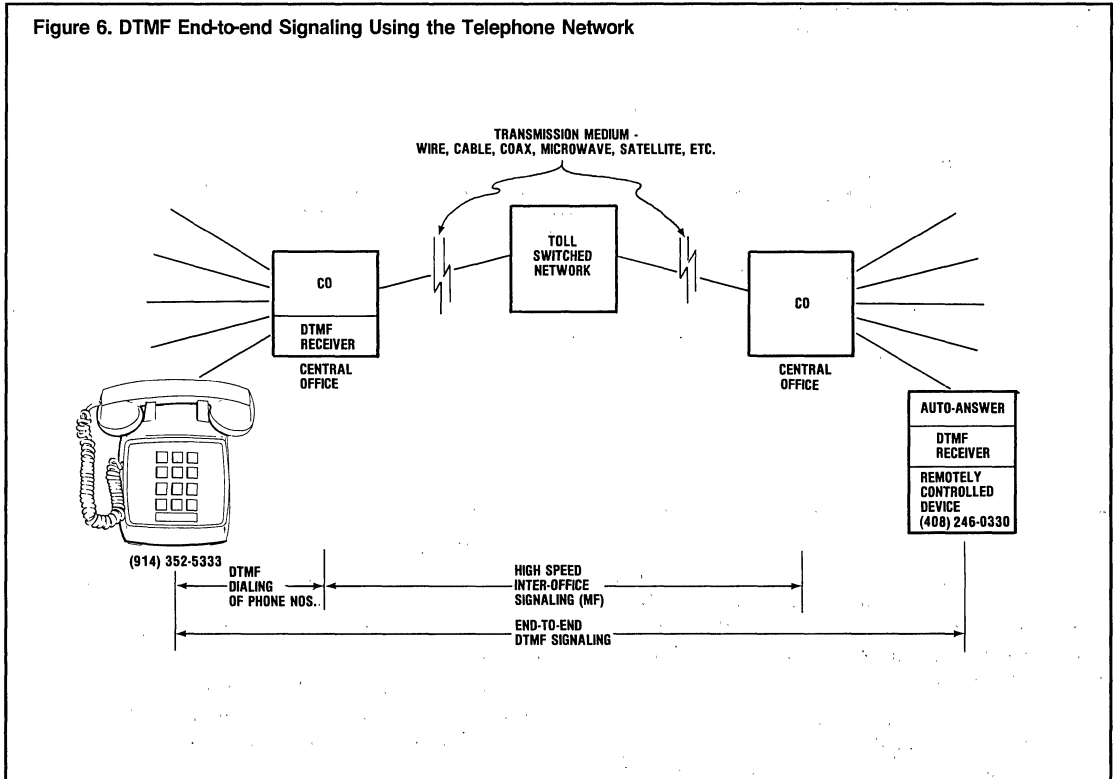 Figure 6. DTMF End-to-end Signaling Using the Telephone Network
TRANSMISSION MEDIUM -
WIRE, CABLE, COAX, MICROWAVE, SATELLITE, ETC.
TOLL
SWITCHED
NETWORK
CO
DTMF
RECEIVER
CENTRAL
OFFICE
CO
CENTRAL
OFFICE
AUTO-ANSWER
DTMF
RECEIVER
REMOTELY
CONTROLLED
DEVICE
(408) 246-0330
(914) 352-5333
DTMF
DIALING
OF PHONE NOS.
HIGH SPEED
INTER-OFFICE
SIGNALING (MF)
END-TO-END
DTMF SIGNALING